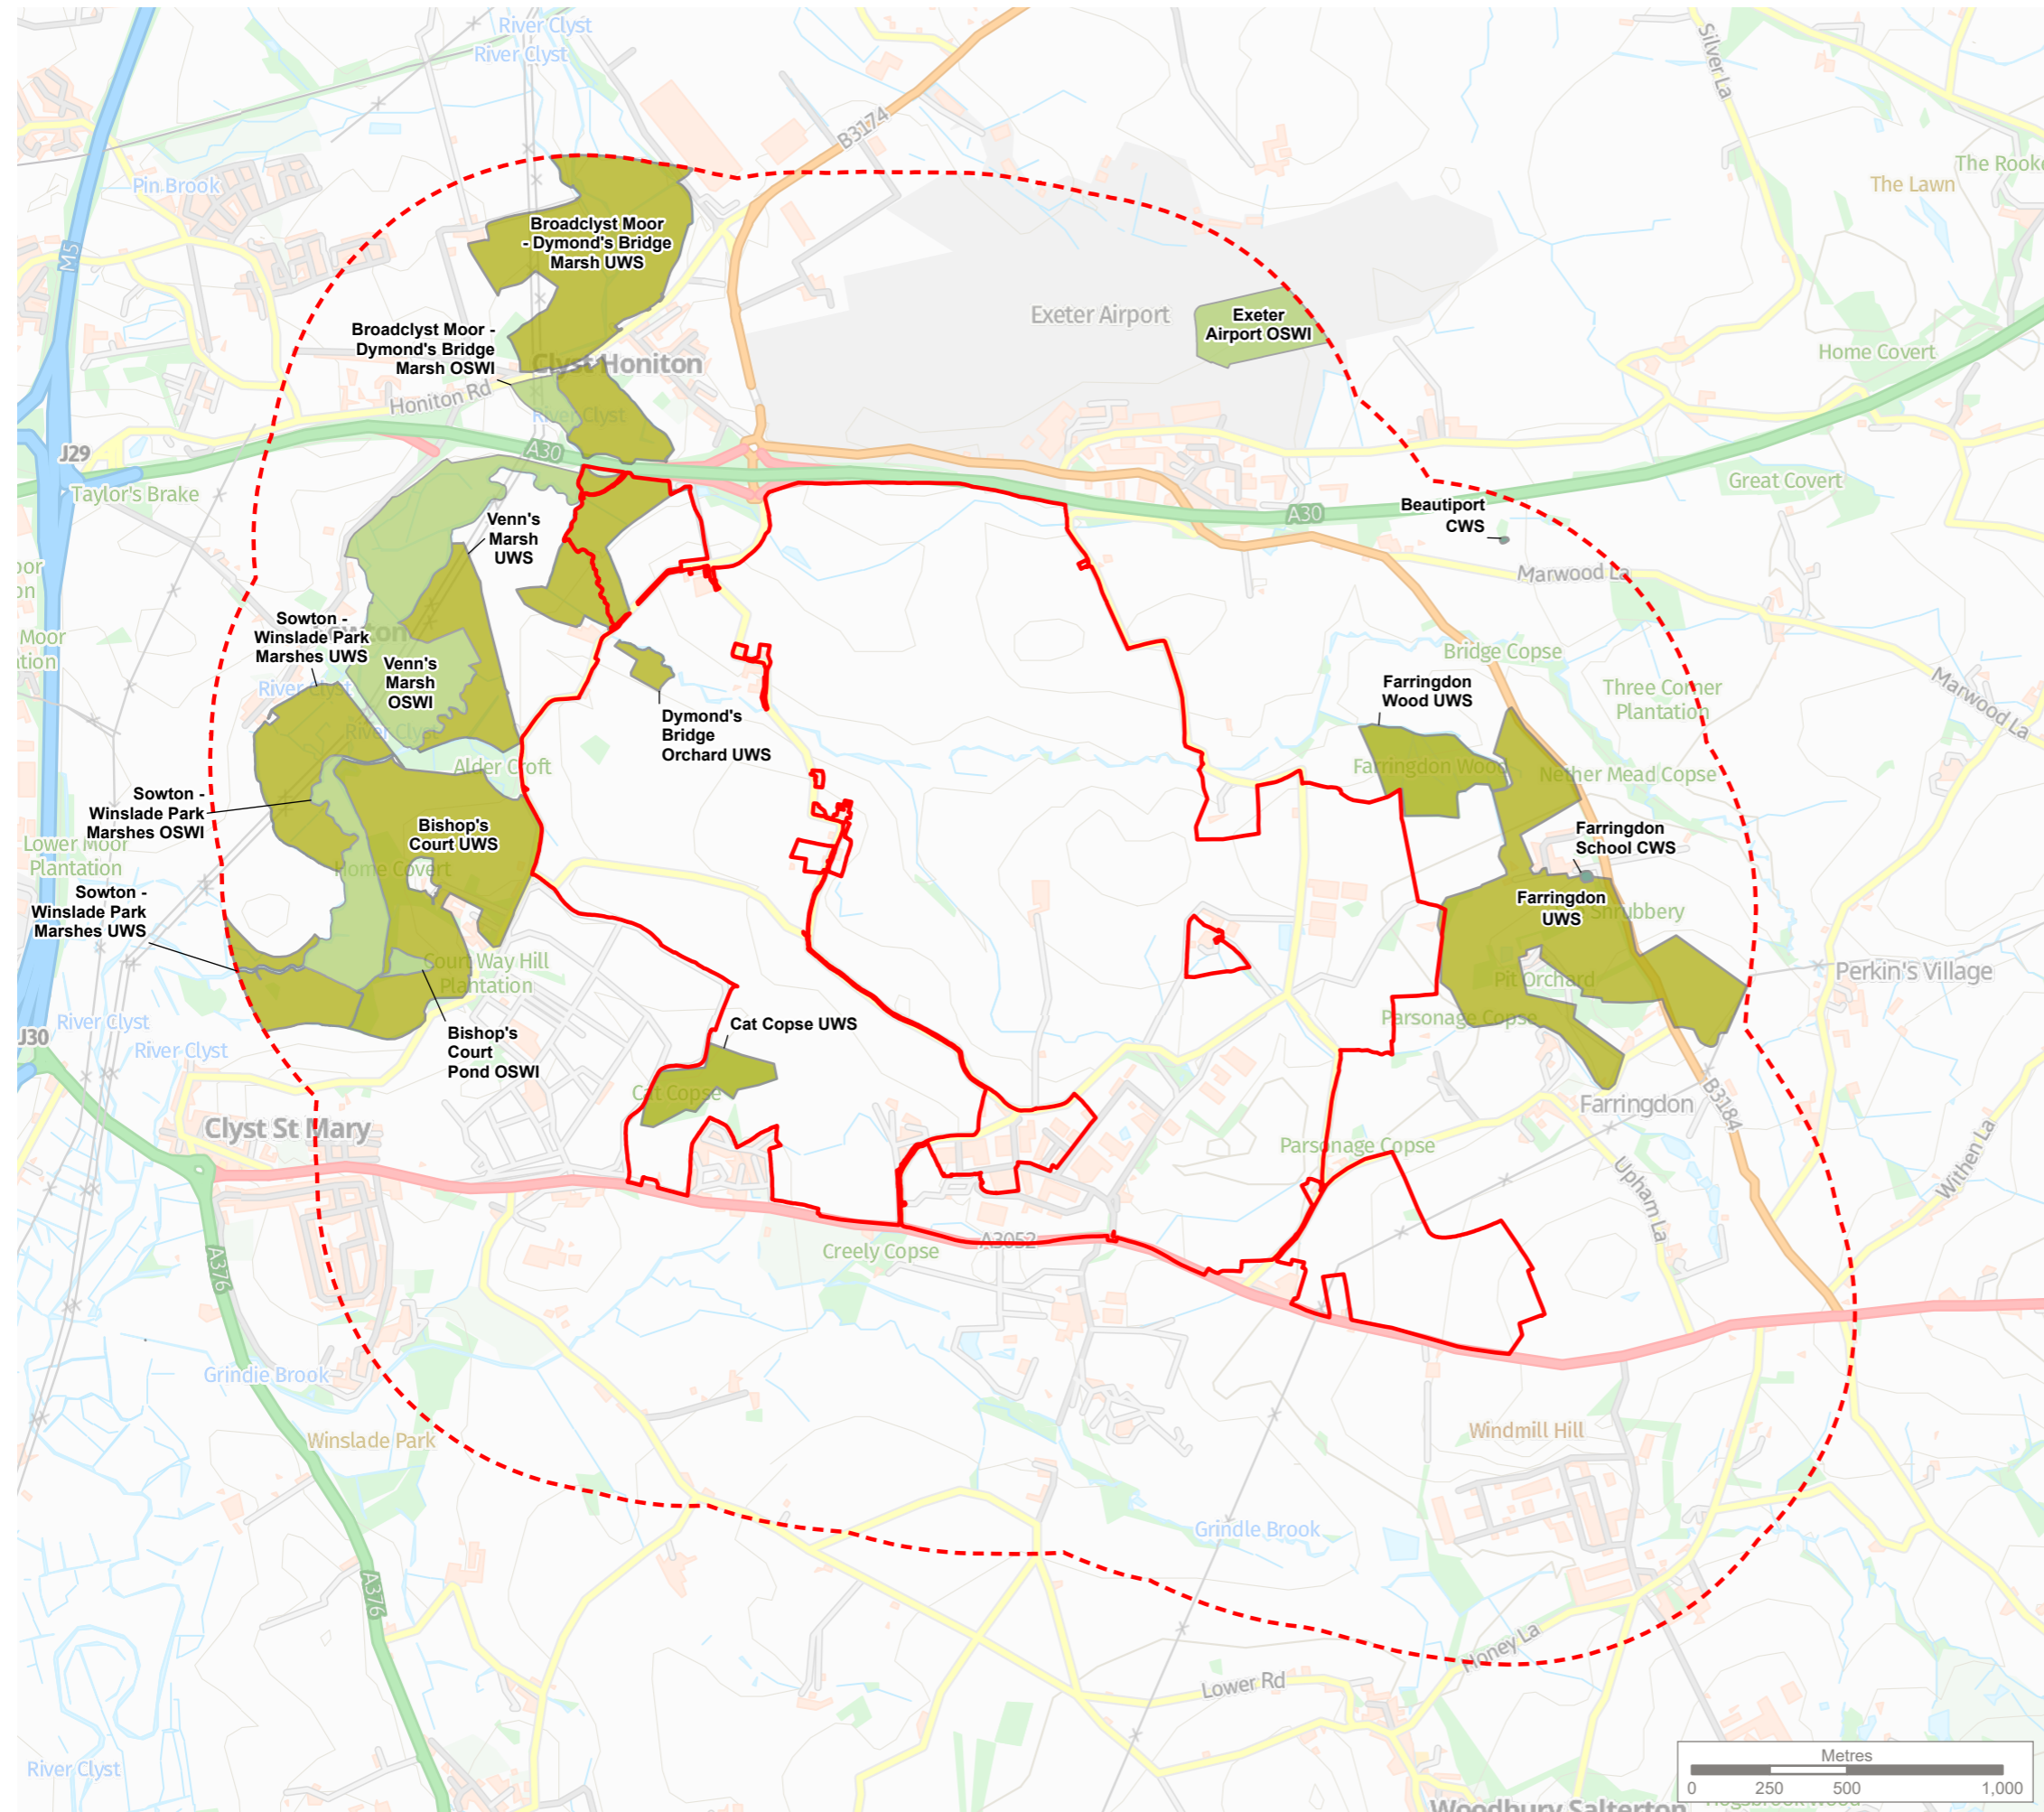 River Clyst
River Clyst
Silver La
B3174
The Lawn
Pin Brook
M5
Broadclyst Moor
- Dymond's Bridge
Marsh UWS
Exeter Airport
Exeter
Airport OSWI
Broadclyst Moor -
Dymond's Bridge
Marsh OSWI
Clyst Honiton
Home Covert
Honiton Rd
River Clyst
A30
J29
Taylor's Brake
Great Covert
Beautiport
CWS
A30
Venn's
Marsh
UWS
Marwood La
Sowton -
Winslade Park
Marshes UWS
Venn's
Marsh
OSWI
River Clyst
River Clyst
Bridge Copse
Three Corner
Plantation
Marwood La
Farringdon
Wood UWS
Dymond's
Bridge
Orchard UWS
Alder Croft
Farringdon Wood
Nether Mead Copse
Sowton -
Winslade Park
Marshes OSWI
Lower Moor
Plantation
Bishop's
Court UWS
Home Covert
Farringdon
School CWS
Sowton -
Winslade Park
Marshes UWS
Farringdon
UWS
Shrubbery
Court Way Hill
Plantation
Pit Orchard
Perkin's Village
River Clyst
J30
River Clyst
Bishop's
Court
Pond OSWI
Cat Copse UWS
Cat Copse
Parsonage Copse
Farringdon
B3184
Clyst St Mary
Parsonage Copse
Upham La
Withen La
A376
Creely Copse
A3052
Grindle Brook
Winslade Park
Windmill Hill
Grindle Brook
A376
Honey La
Lower Rd
River Clyst
Woodbury Salterton
Metres
0 250 500 1,000